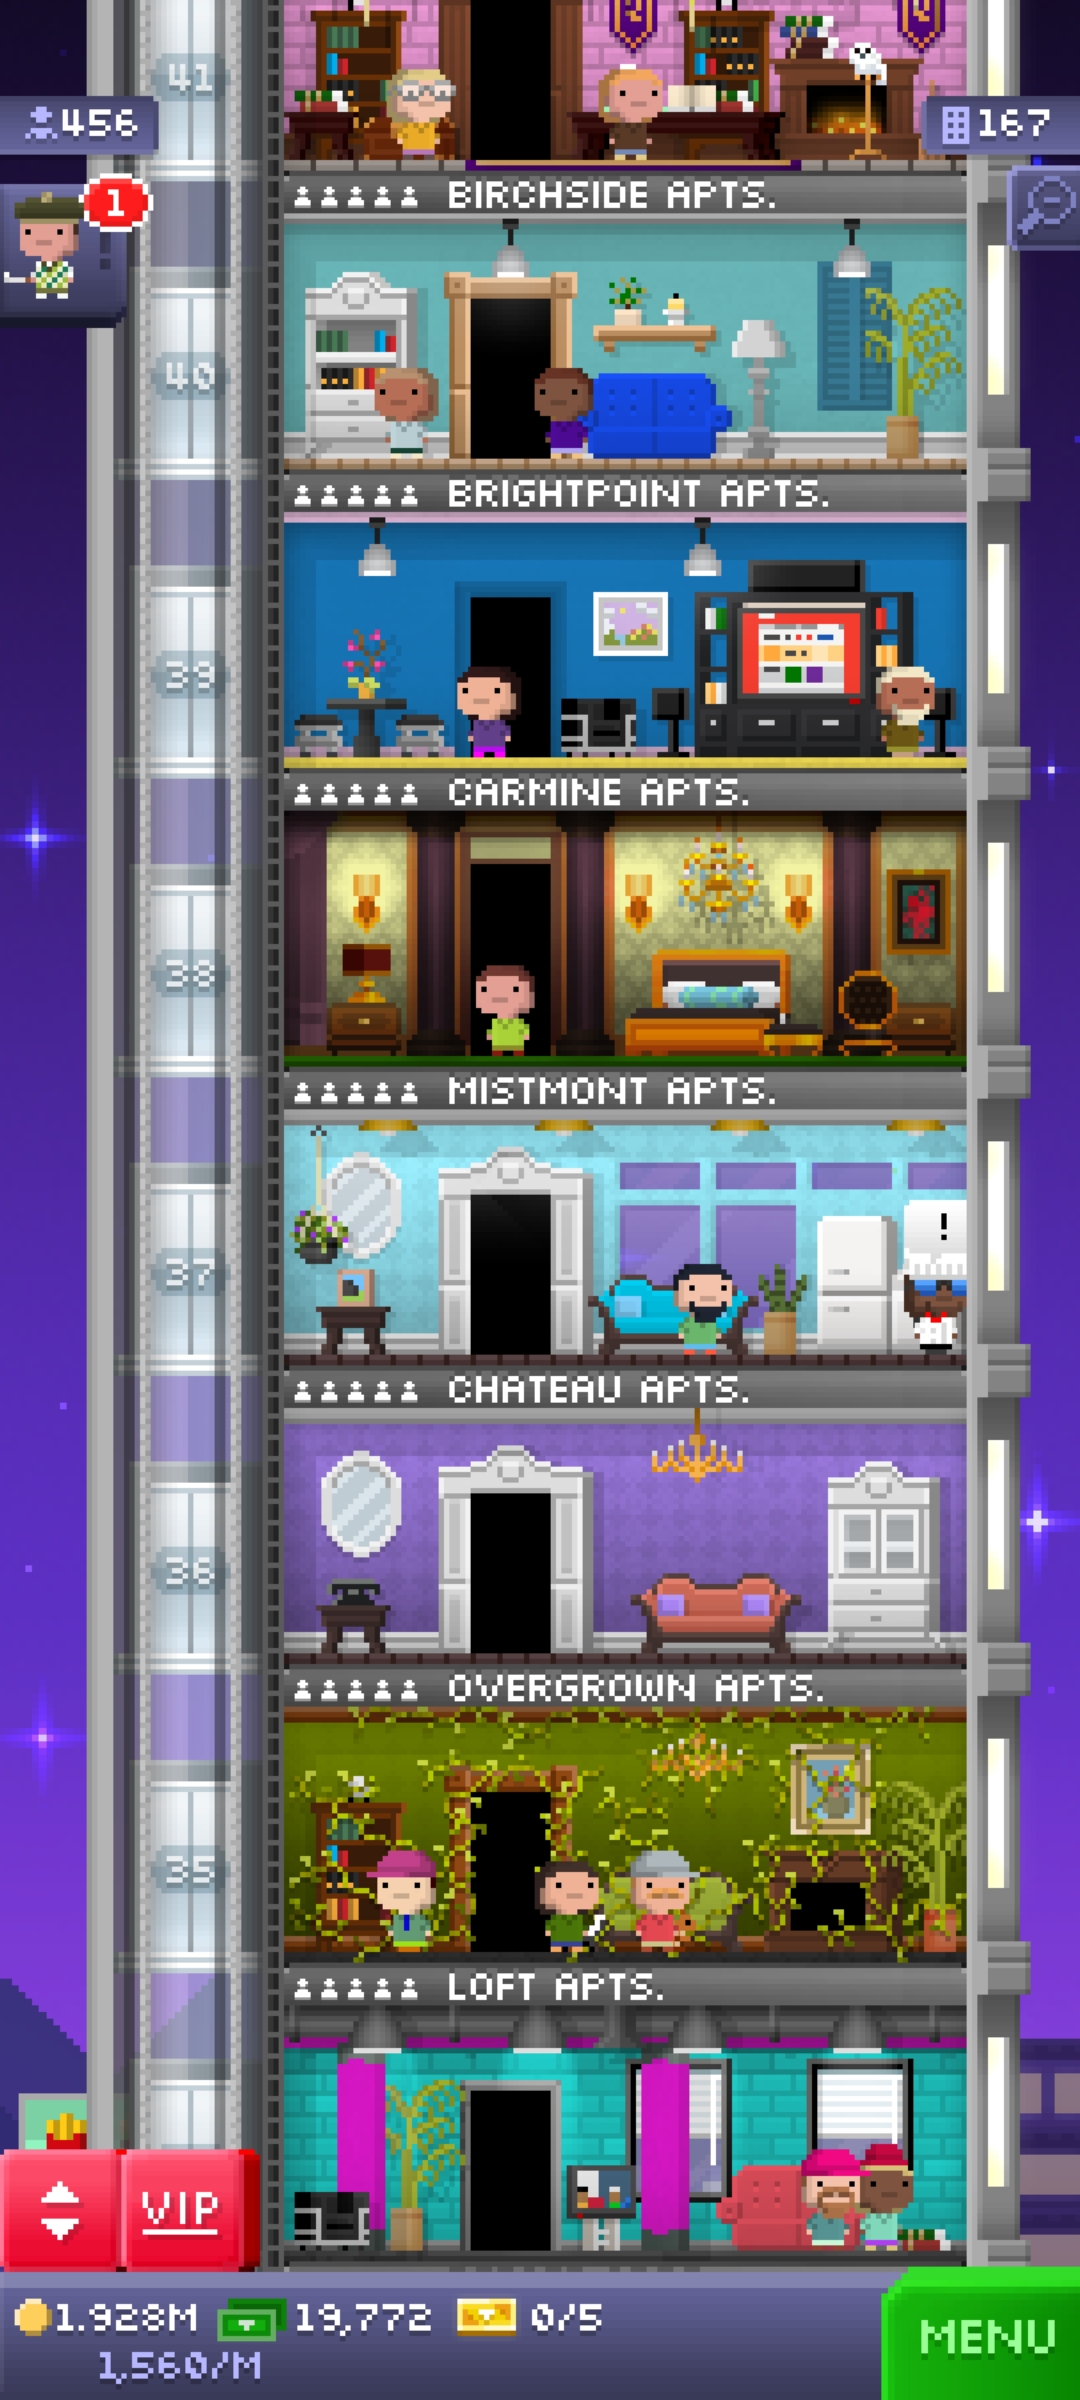 41
456
167
1
BIRCHSIDE APTS.
40
BRIGHTPOINT APTS.
39
CARMINE APTS.
38
MISTMONT APTS.
!
37
CHATEAU APTS.
36
OVERGROWN APTS.
35
LOFT APTS.
VIP
1.928M 19,772 0/5
MENU
1,560/M